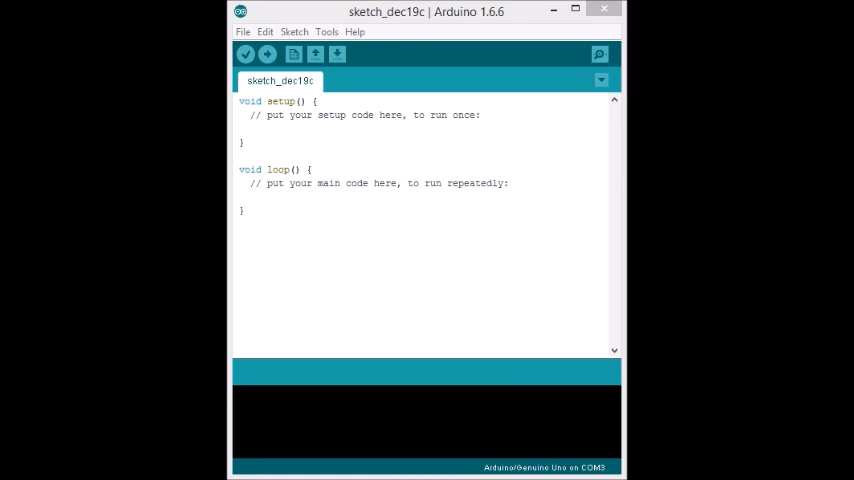 sketch_dec19c | Arduino 1.6.6
File Edit Sketch Tools Help
sketch_dec19c
void setup() {
// put your setup code here, to run once:
}
void loop() {
// put your main code here, to run repeatedly:
}
Arduino/Genuino Uno on COM3